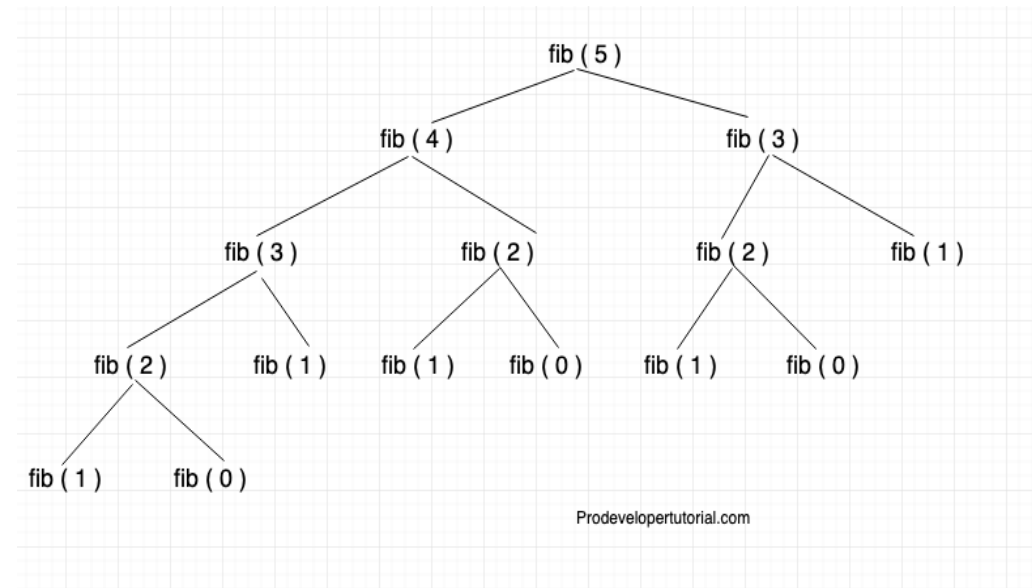 fib ( 5 )
fib ( 4 ) fib ( 3 )
fib ( 3 ) fib ( 2 ) fib ( 2 ) fib ( 1 )
fib ( 2 ) fib ( 1 ) fib ( 1 ) fib ( 0 ) fib ( 1 ) fib ( 0 )
fib ( 1 ) fib ( 0 )
Prodevelopertutorial.com